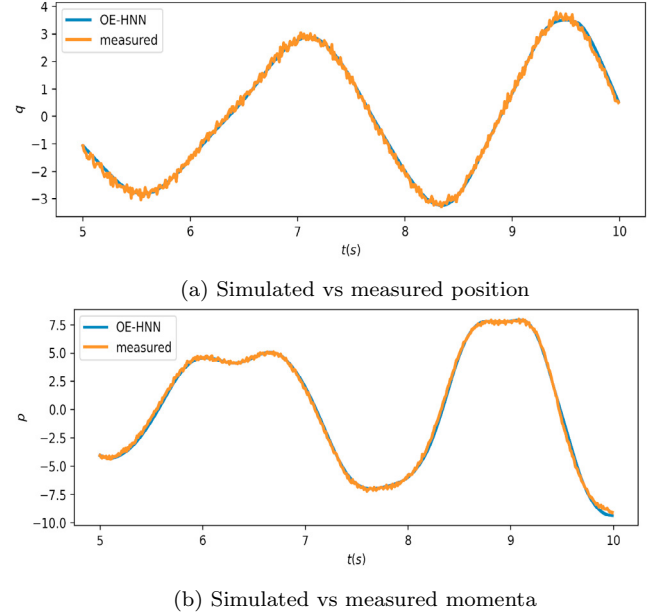 4
3
2
1
0
−1
−2
−3
q
OE-HNN
measured
5 6 7 8 9 10
t(s)
(a) Simulated vs measured position
7.5
5.0
2.5
0.0
−2.5
−5.0
−7.5
−10.0
p
OE-HNN
measured
5 6 7 8 9 10
t(s)
(b) Simulated vs measured momenta